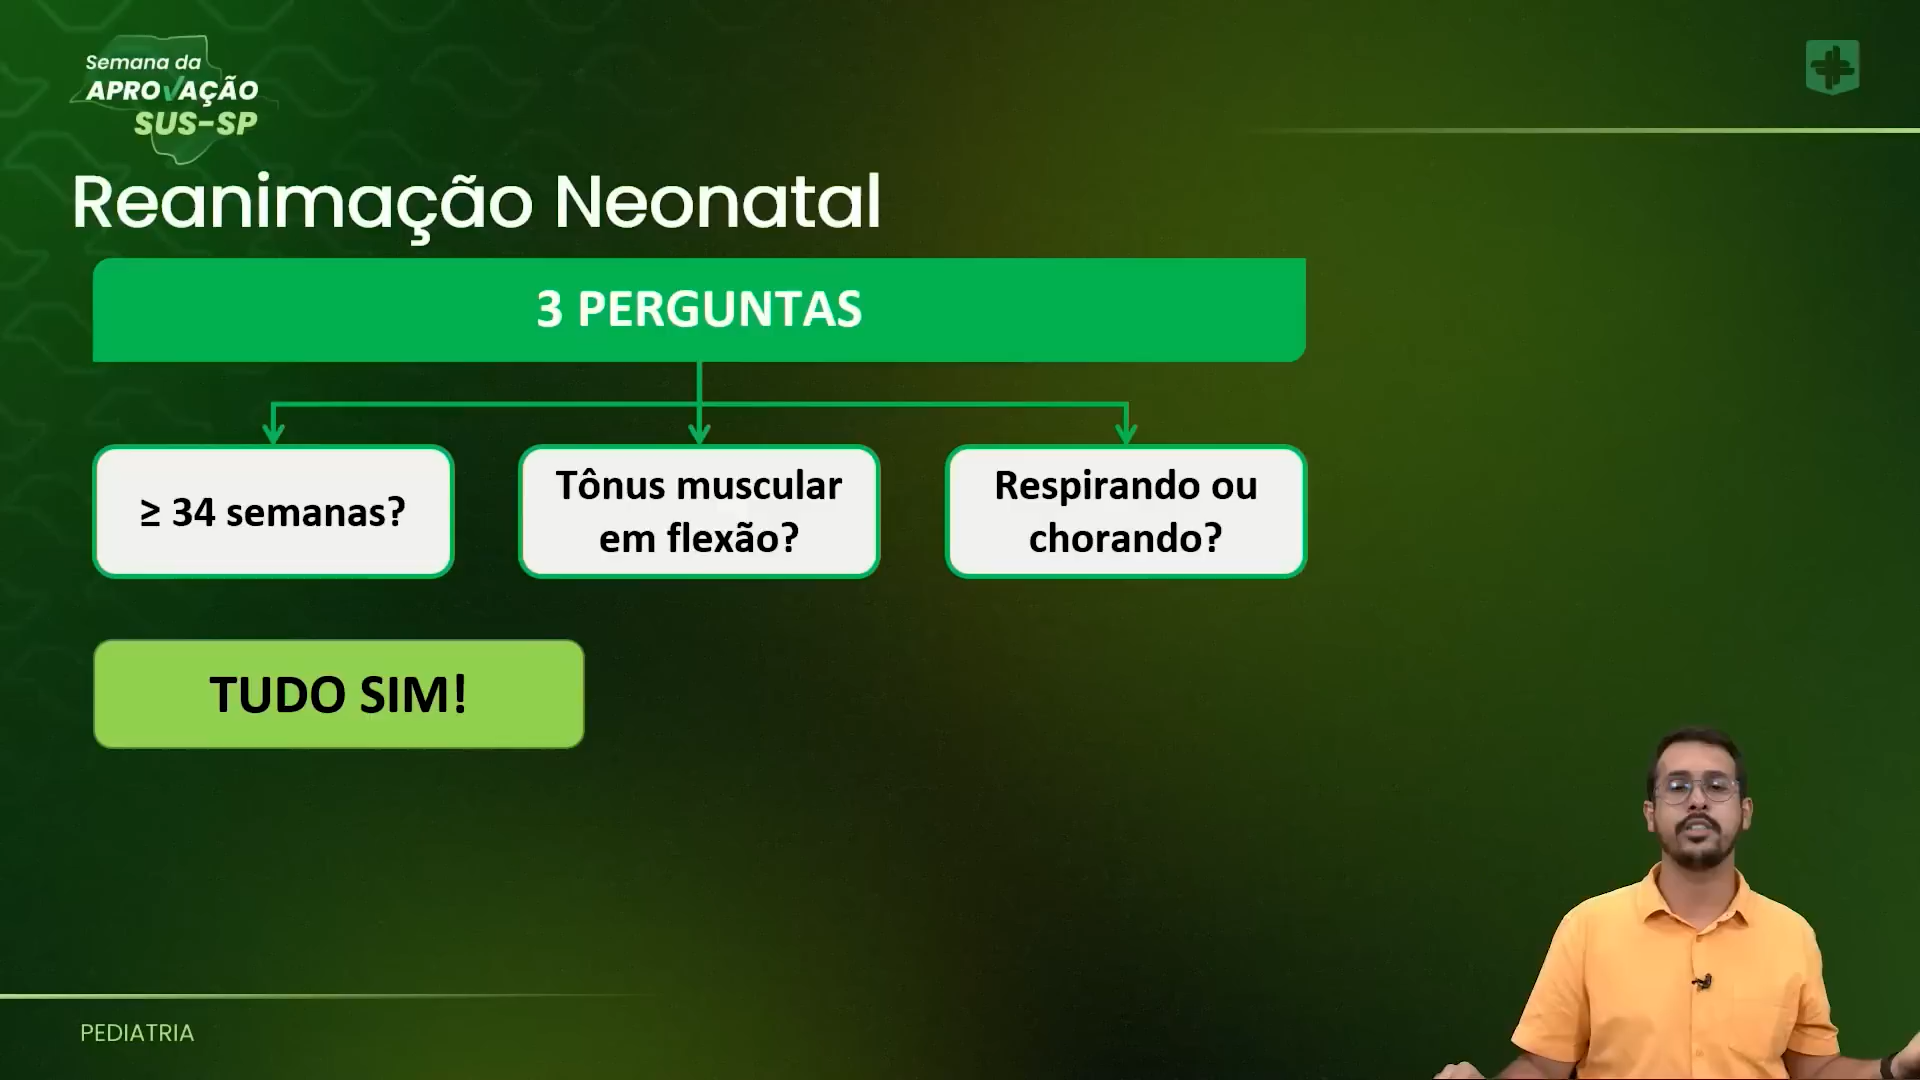 Semana da
APROVAÇÃO
SUS-SP
Reanimação Neonatal
3 PERGUNTAS
≥ 34 semanas?
Tônus muscular
em flexão?
Respirando ou
chorando?
TUDO SIM!
PEDIATRIA